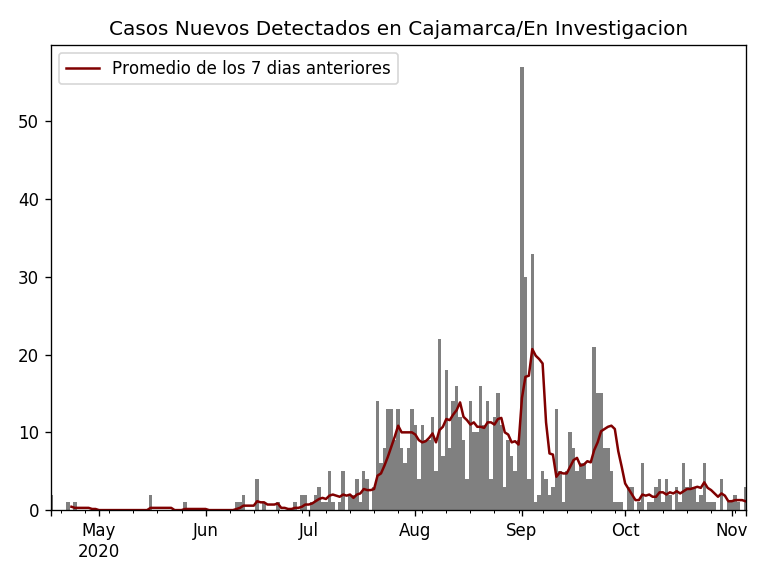 Casos Nuevos Detectados en Cajamarca/En Investigacion
Promedio de los 7 dias anteriores
50
40
30
20
10
0
May Jun Jul Aug Sep Oct Nov
2020